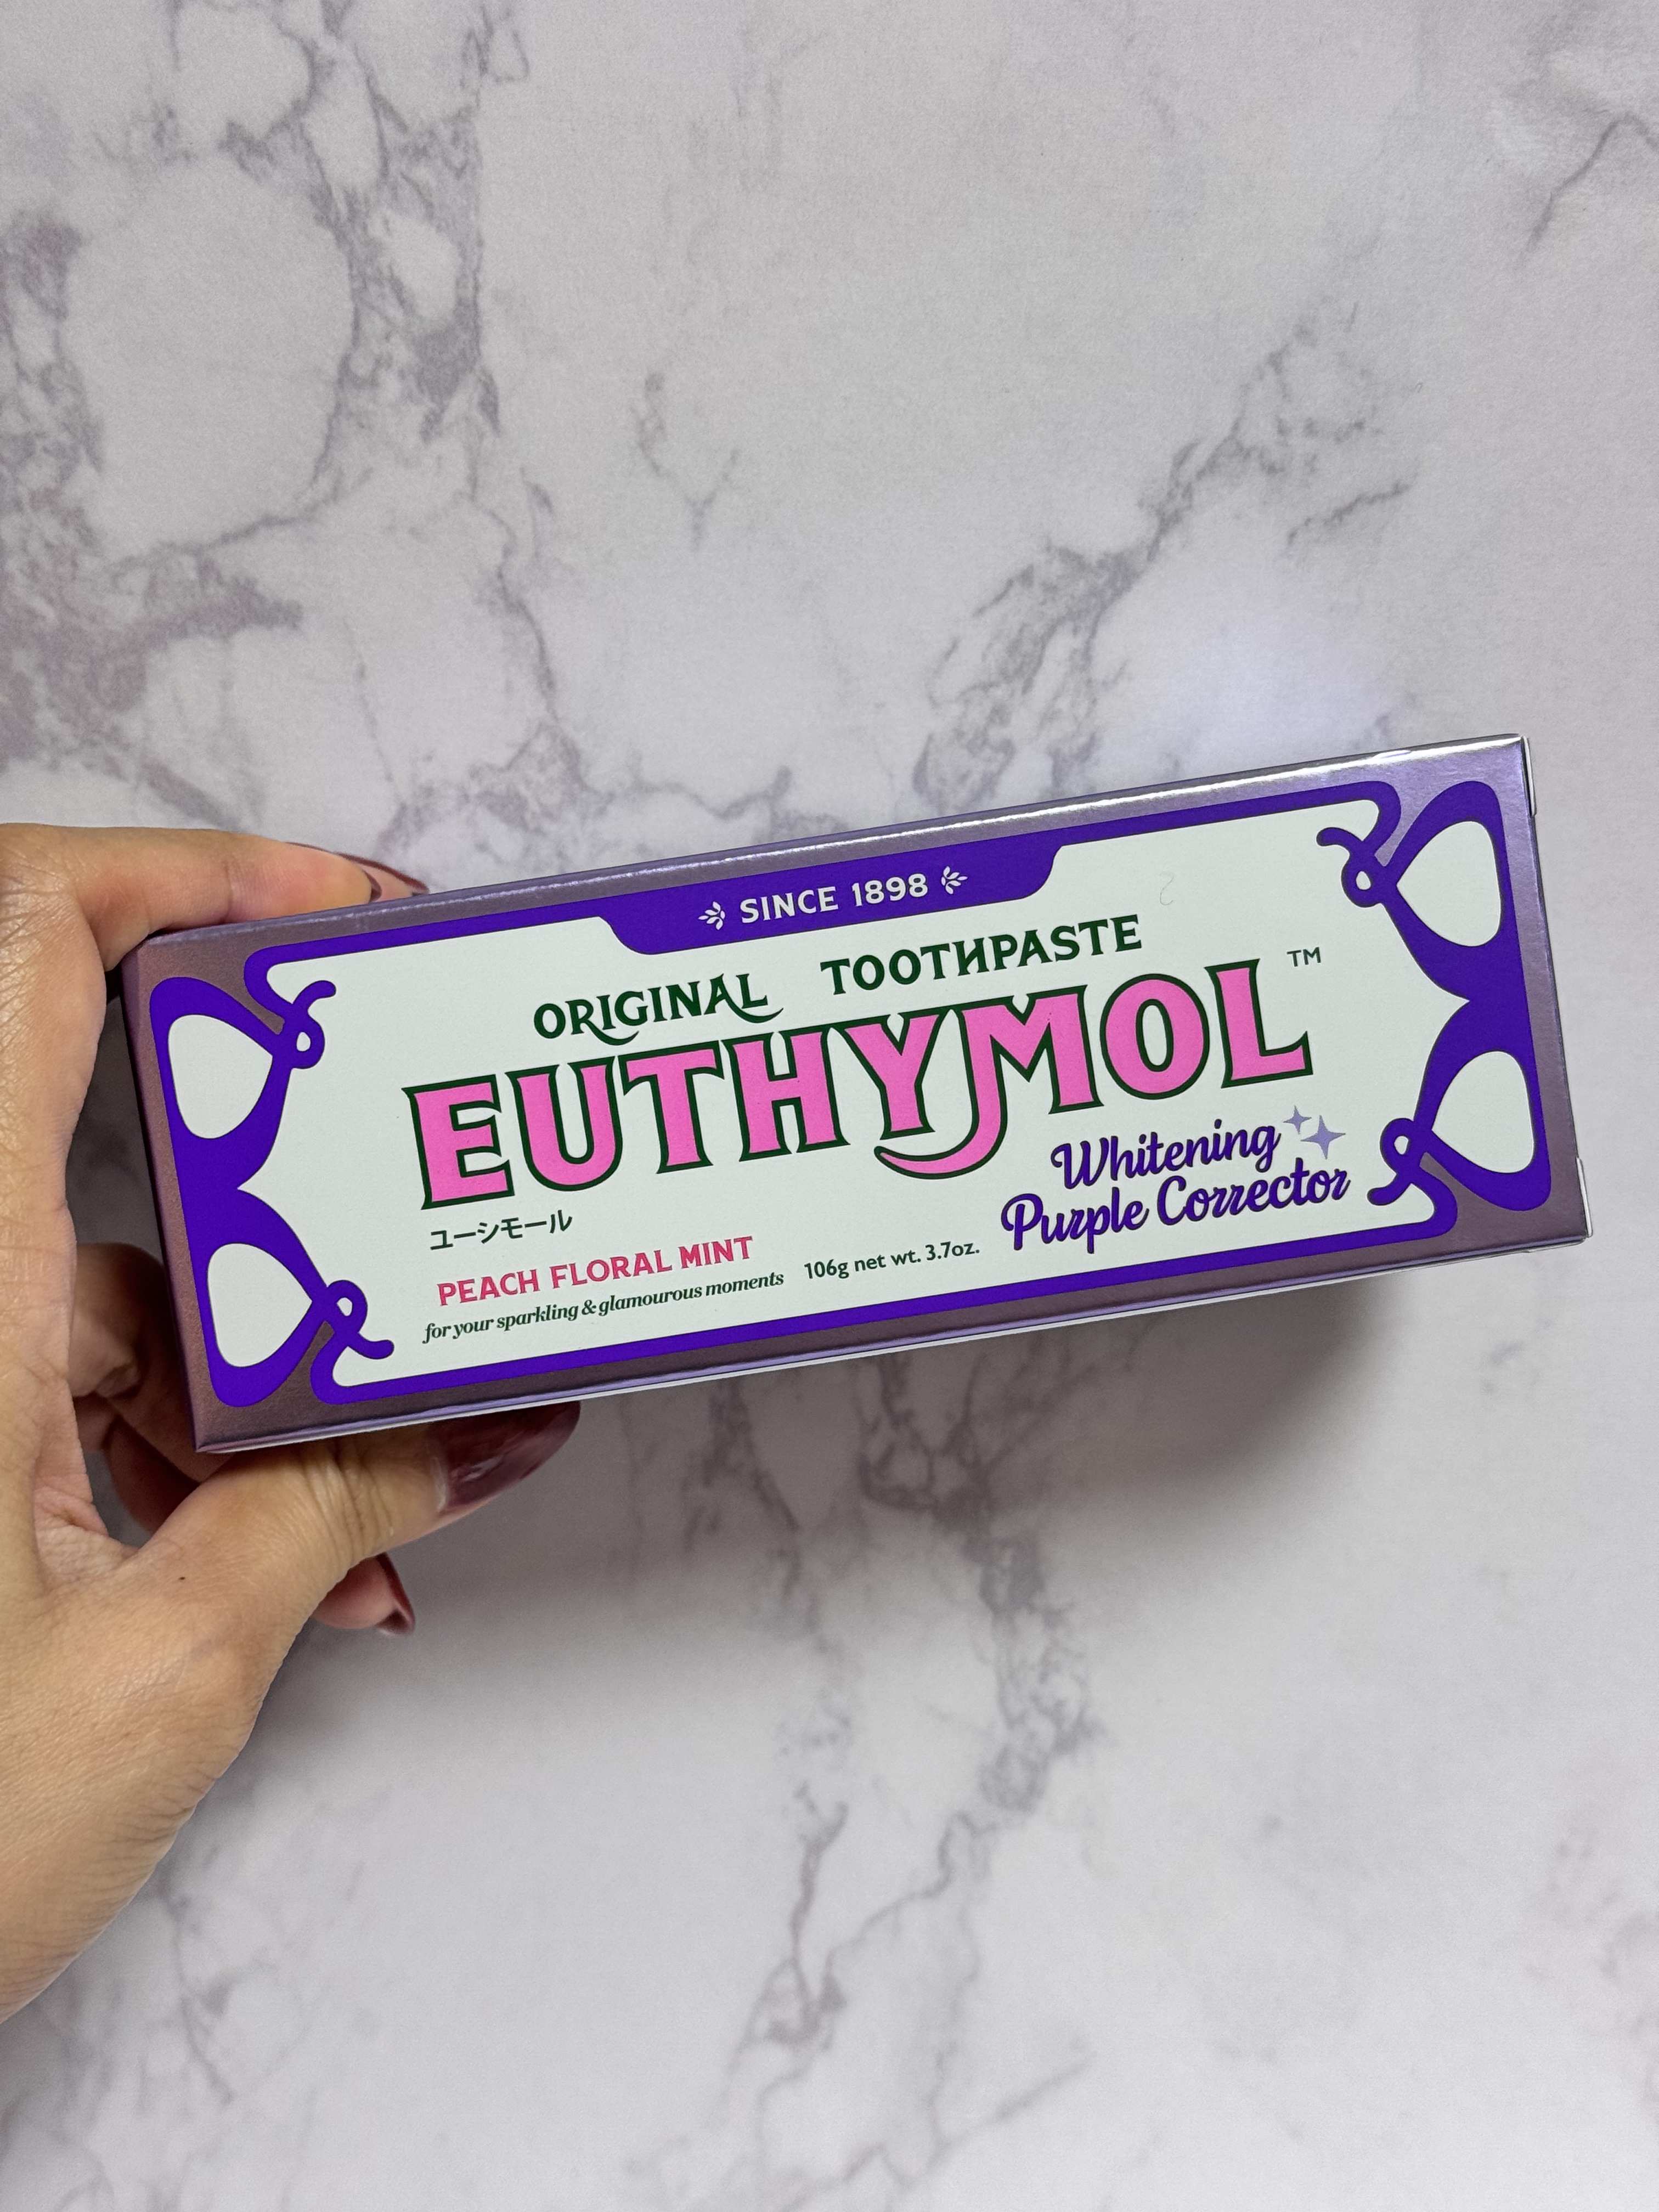 SINCE 1898
ORIGINAL TOOTHPASTE
EUTHYMOL™
ユーシモール
Whitening
Purple Corrector
PEACH FLORAL MINT
for your sparkling & glamourous moments
106g net wt. 3.7oz.